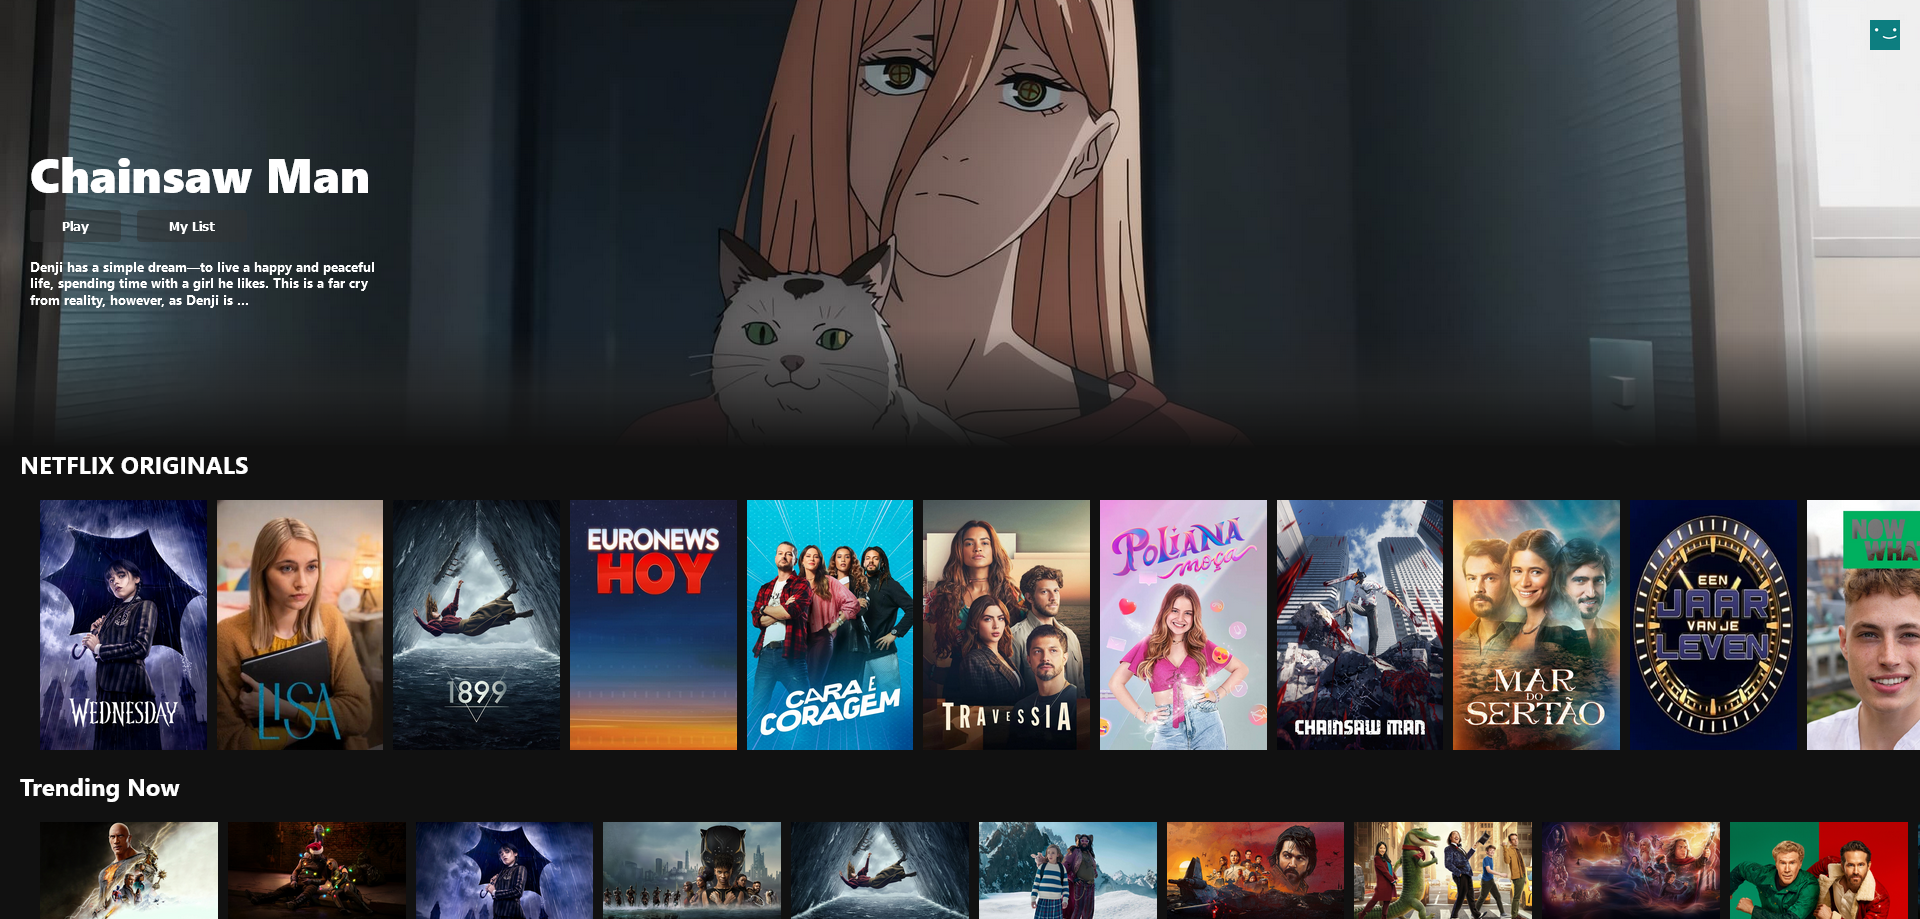 Chainsaw Man
Play
My List
Denji has a simple dream—to live a happy and peaceful
life, spending time with a girl he likes. This is a far cry
from reality, however, as Denji is ...
NETFLIX ORIGINALS
WEDNESDAY
LISA
1899
EURONEWS
HOY
CARA E
CORAGEM
TRAVESSIA
POLIANA
moça
CHAINSAW MAN
MAR
DO
SERTÃO
EEN
JAAR
VAN JE
LEVEN
NOW
WHA
Trending Now